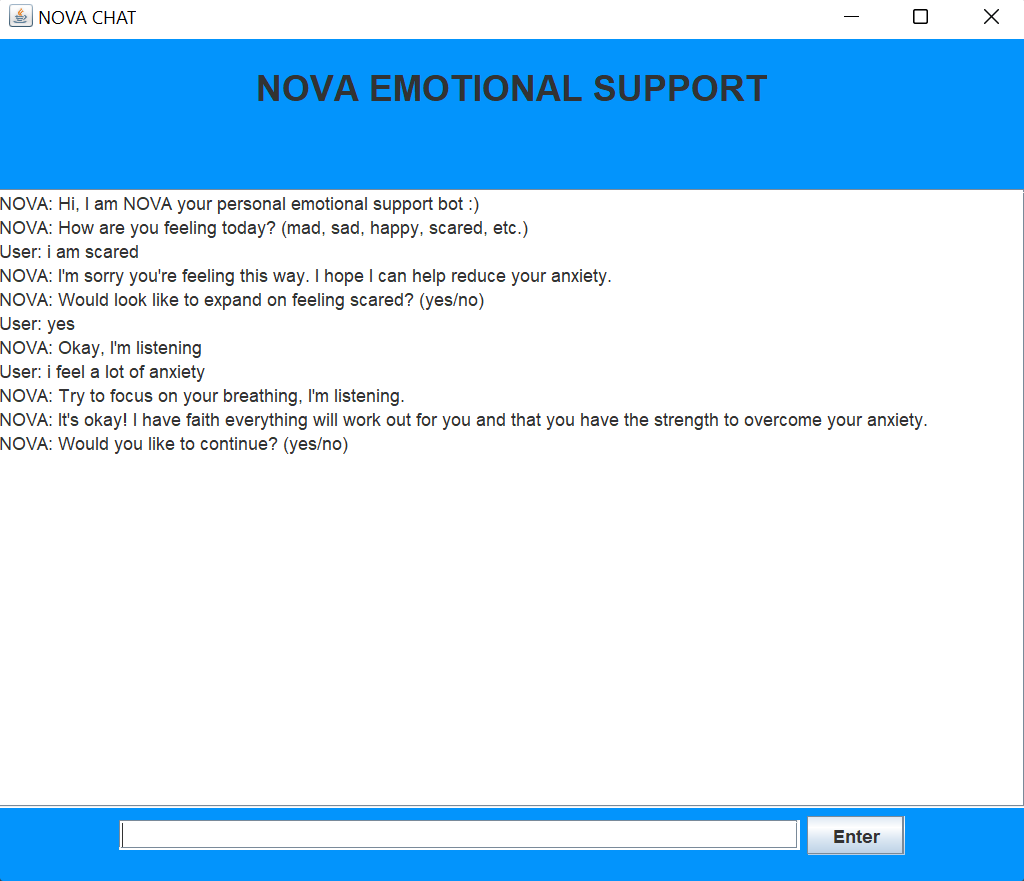 NOVA CHAT
NOVA EMOTIONAL SUPPORT
NOVA: Hi, I am NOVA your personal emotional support bot :)
NOVA: How are you feeling today? (mad, sad, happy, scared, etc.)
User: i am scared
NOVA: I'm sorry you're feeling this way. I hope I can help reduce your anxiety.
NOVA: Would look like to expand on feeling scared? (yes/no)
User: yes
NOVA: Okay, I'm listening
User: i feel a lot of anxiety
NOVA: Try to focus on your breathing, I'm listening.
NOVA: It's okay! I have faith everything will work out for you and that you have the strength to overcome your anxiety.
NOVA: Would you like to continue? (yes/no)
Enter